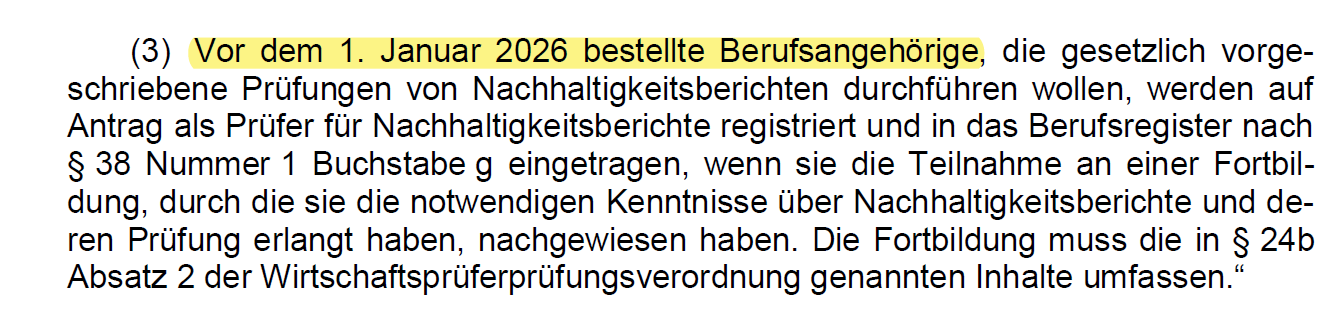 (3) Vor dem 1. Januar 2026 bestellte Berufsangehörige, die gesetzlich vorge-
schriebene Prüfungen von Nachhaltigkeitsberichten durchführen wollen, werden auf
Antrag als Prüfer für Nachhaltigkeitsberichte registriert und in das Berufsregister nach
§ 38 Nummer 1 Buchstabe g eingetragen, wenn sie die Teilnahme an einer Fortbil-
dung, durch die sie die notwendigen Kenntnisse über Nachhaltigkeitsberichte und de-
ren Prüfung erlangt haben, nachgewiesen haben. Die Fortbildung muss die in § 24b
Absatz 2 der Wirtschaftsprüferprüfungsverordnung genannten Inhalte umfassen.“